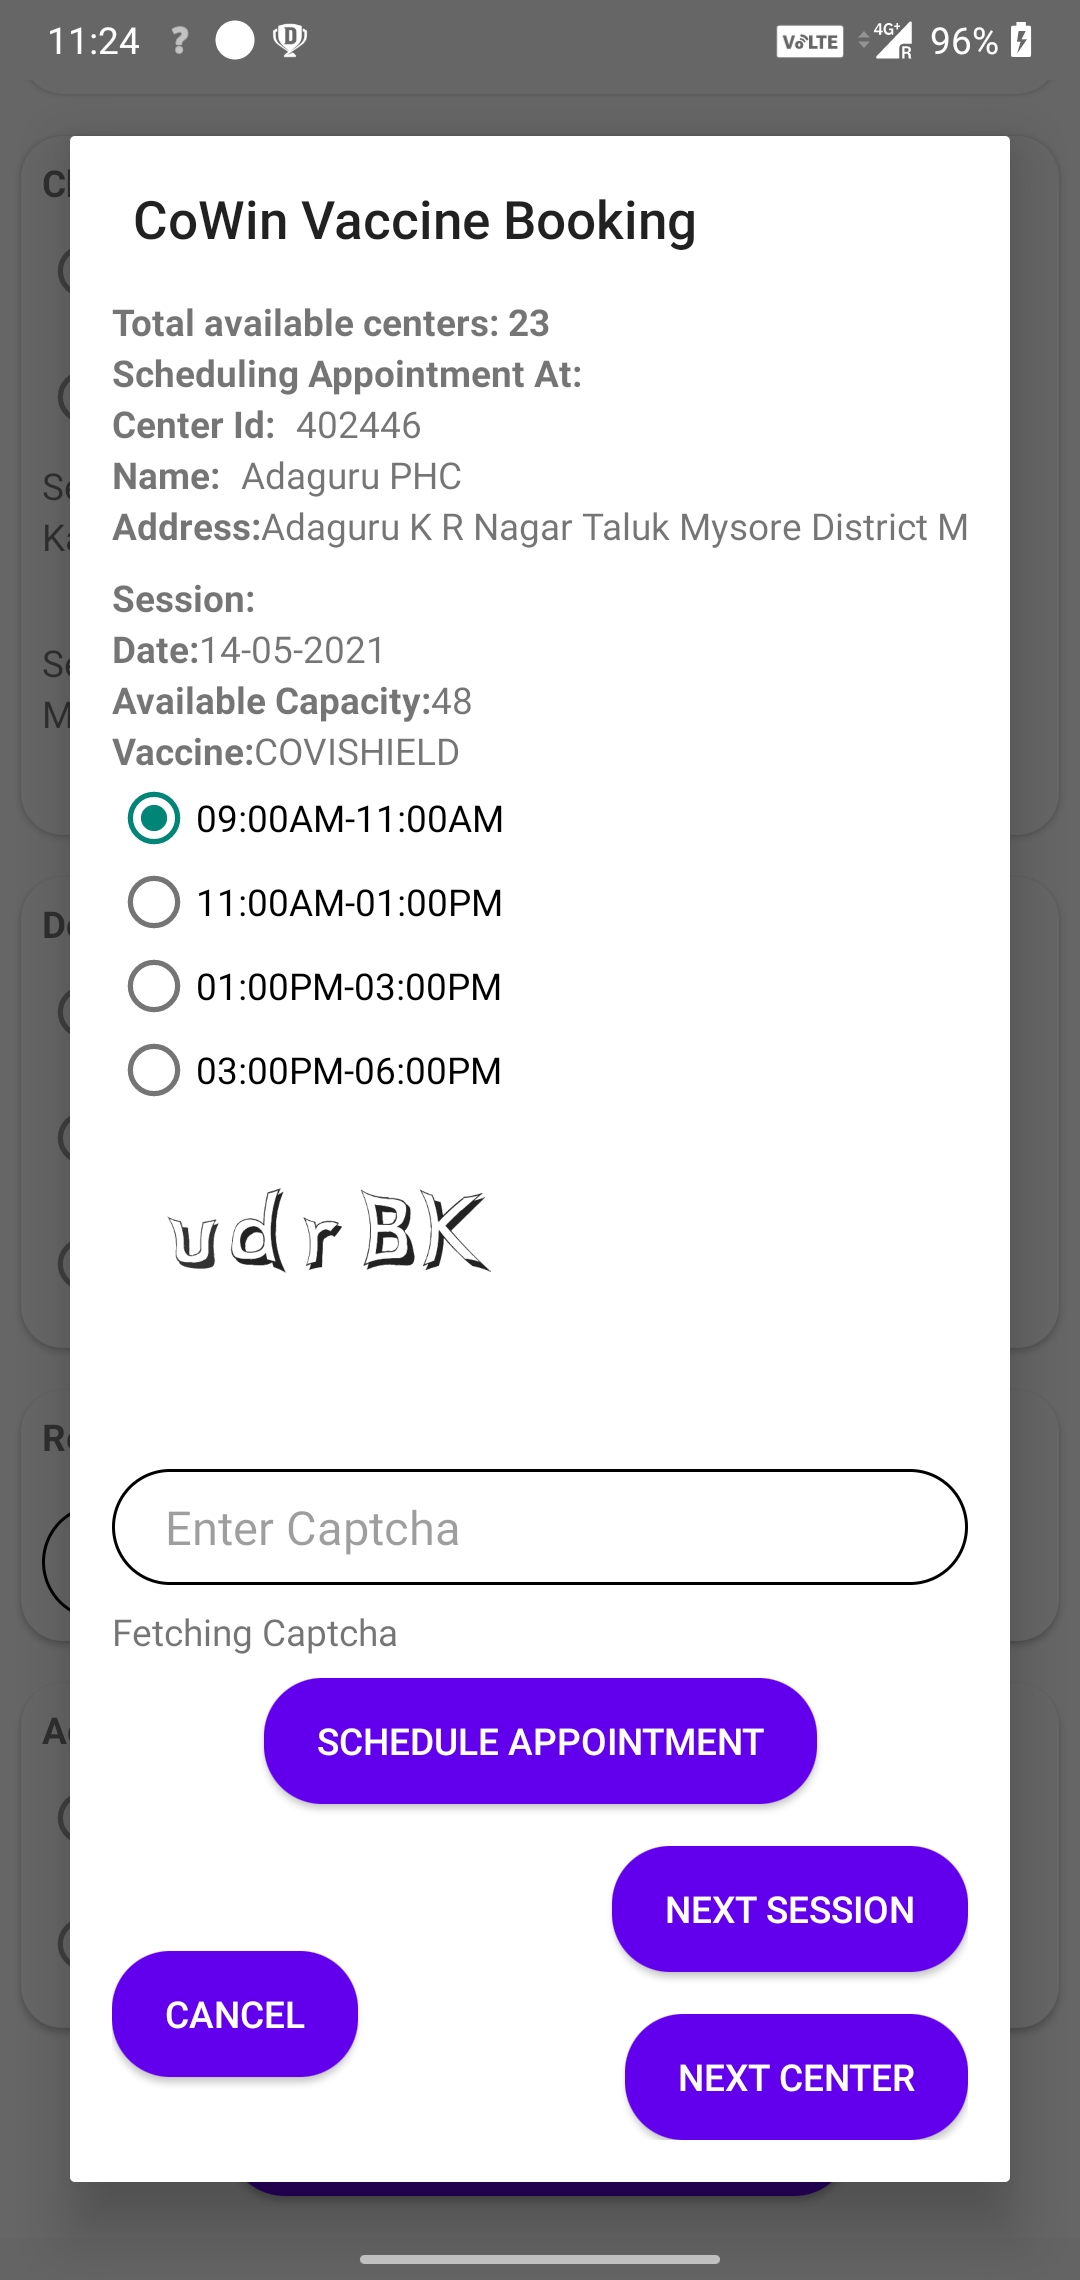 11:24
VoLTE 4G+ R 96%
CoWin Vaccine Booking
Total available centers: 23
Scheduling Appointment At:
Center Id: 402446
Name: Adaguru PHC
Address:Adaguru K R Nagar Taluk Mysore District M
Session:
Date:14-05-2021
Available Capacity:48
Vaccine:COVISHIELD
09:00AM-11:00AM
11:00AM-01:00PM
01:00PM-03:00PM
03:00PM-06:00PM
udrBK
Enter Captcha
Fetching Captcha
SCHEDULE APPOINTMENT
NEXT SESSION
CANCEL
NEXT CENTER